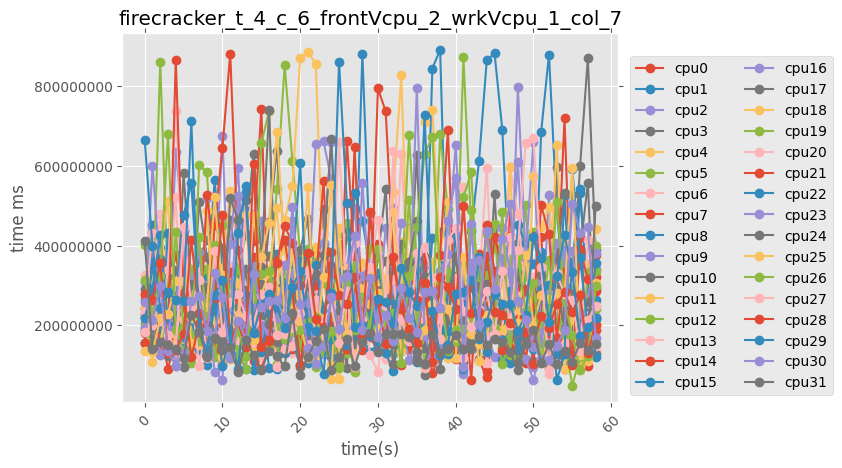 firecracker_t_4_c_6_frontVcpu_2_wrkVcpu_1_col_7
time ms
800000000
600000000
400000000
200000000
0
10
20
30
40
50
60
time(s)
cpu0
cpu1
cpu2
cpu3
cpu4
cpu5
cpu6
cpu7
cpu8
cpu9
cpu10
cpu11
cpu12
cpu13
cpu14
cpu15
cpu16
cpu17
cpu18
cpu19
cpu20
cpu21
cpu22
cpu23
cpu24
cpu25
cpu26
cpu27
cpu28
cpu29
cpu30
cpu31